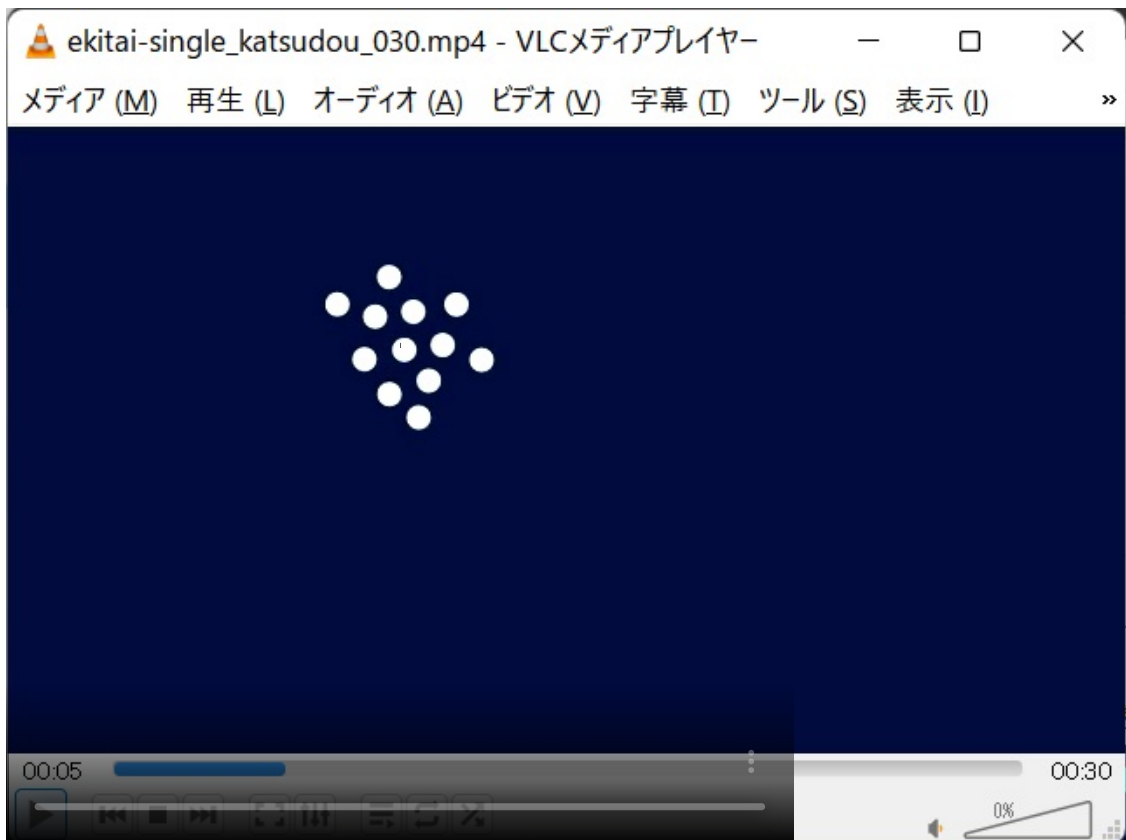 ekitai-single_katsudou_030.mp4 - VLCメディアプレイヤー
メディア (M) 再生 (L) オーディオ (A) ビデオ (V) 字幕 (T) ツール (S) 表示 (I) »
00:05 00:30
0%